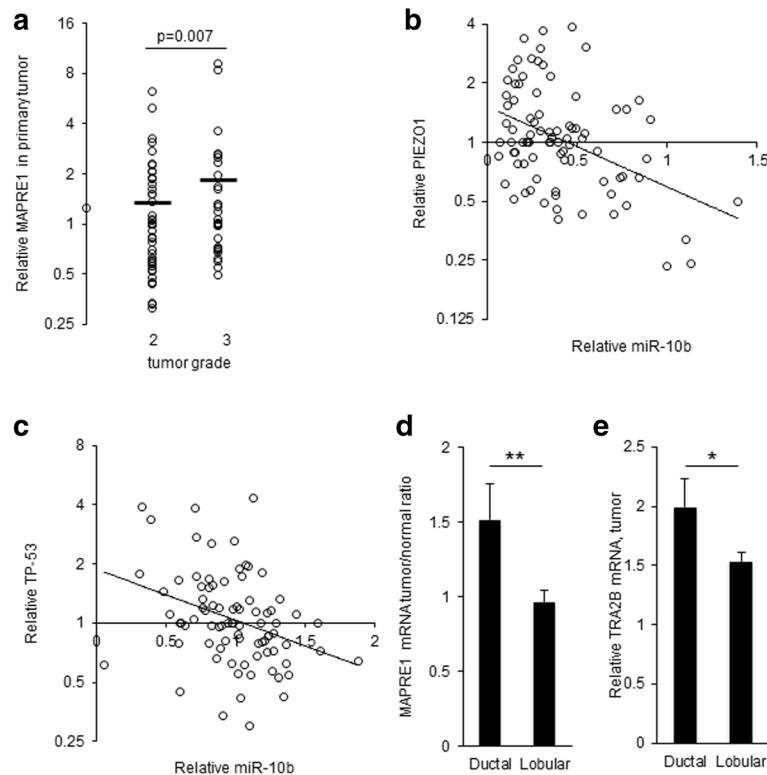 a
p=0.007
Relative MAPRE1 in primary tumor
16
8
4
2
1
0.5
0.25
2 3
tumor grade
b
Relative PIEZO1
4
2
1
0.5
0.25
0.125
0 0.5 1 1.5
Relative miR-10b
c
Relative TP-53
8
4
2
1
0.5
0.25
0 0.5 1 1.5 2
Relative miR-10b
d
**
MAPRE1 mRNA tumor/normal ratio
2
1.5
1
0.5
0
Ductal Lobular
e
*
Relative TRA2B mRNA, tumor
2.5
2
1.5
1
0.5
0
Ductal Lobular